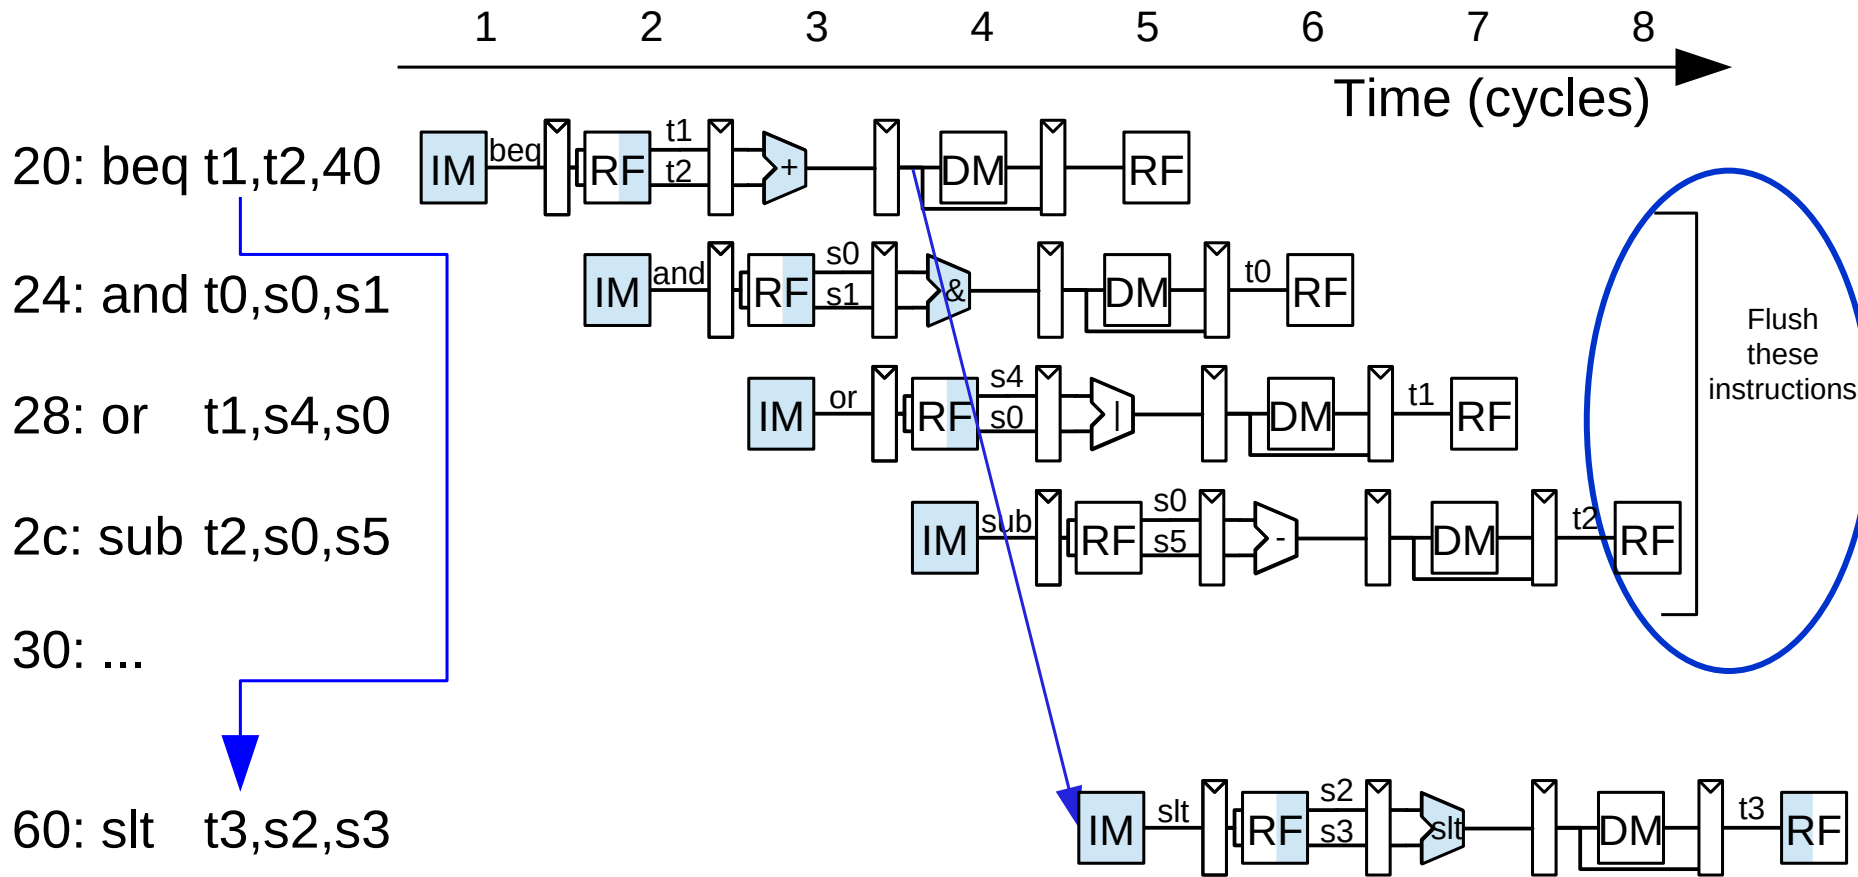 1 2 3 4 5 6 7 8
Time (cycles)
20: beq t1,t2,40 IM beq RF t1 t2 + DM RF
24: and t0,s0,s1 IM and RF s0 s1 & DM t0 RF
Flush
these
instructions
28: or t1,s4,s0 IM or RF s4 s0 | DM t1 RF
2c: sub t2,s0,s5 IM sub RF s0 s5 - DM t2 RF
30: ...
60: slt t3,s2,s3 IM slt RF s2 s3 slt DM t3 RF